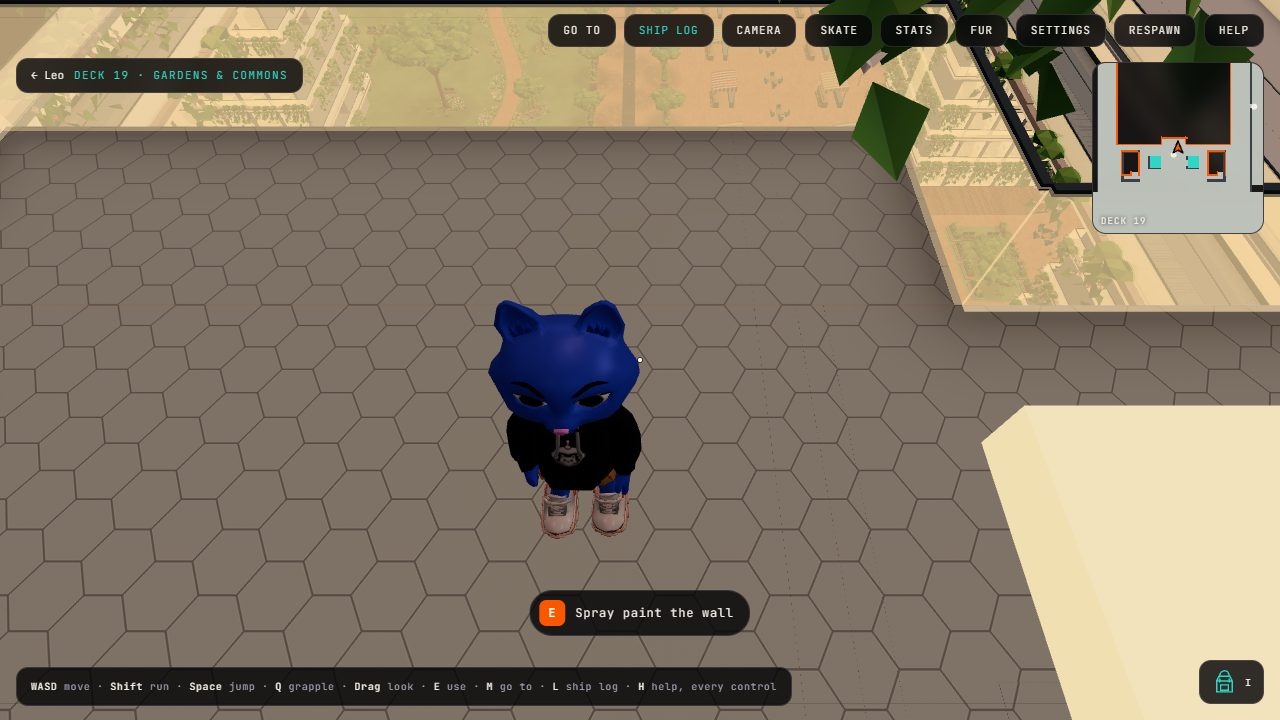 GO TO
SHIP LOG
CAMERA
SKATE
STATS
FUR
SETTINGS
RESPAWN
HELP
← Leo DECK 19 · GARDENS & COMMONS
DECK 19
E Spray paint the wall
WASD move · Shift run · Space jump · Q grapple · Drag look · E use · M go to · L ship log · H help, every control
I